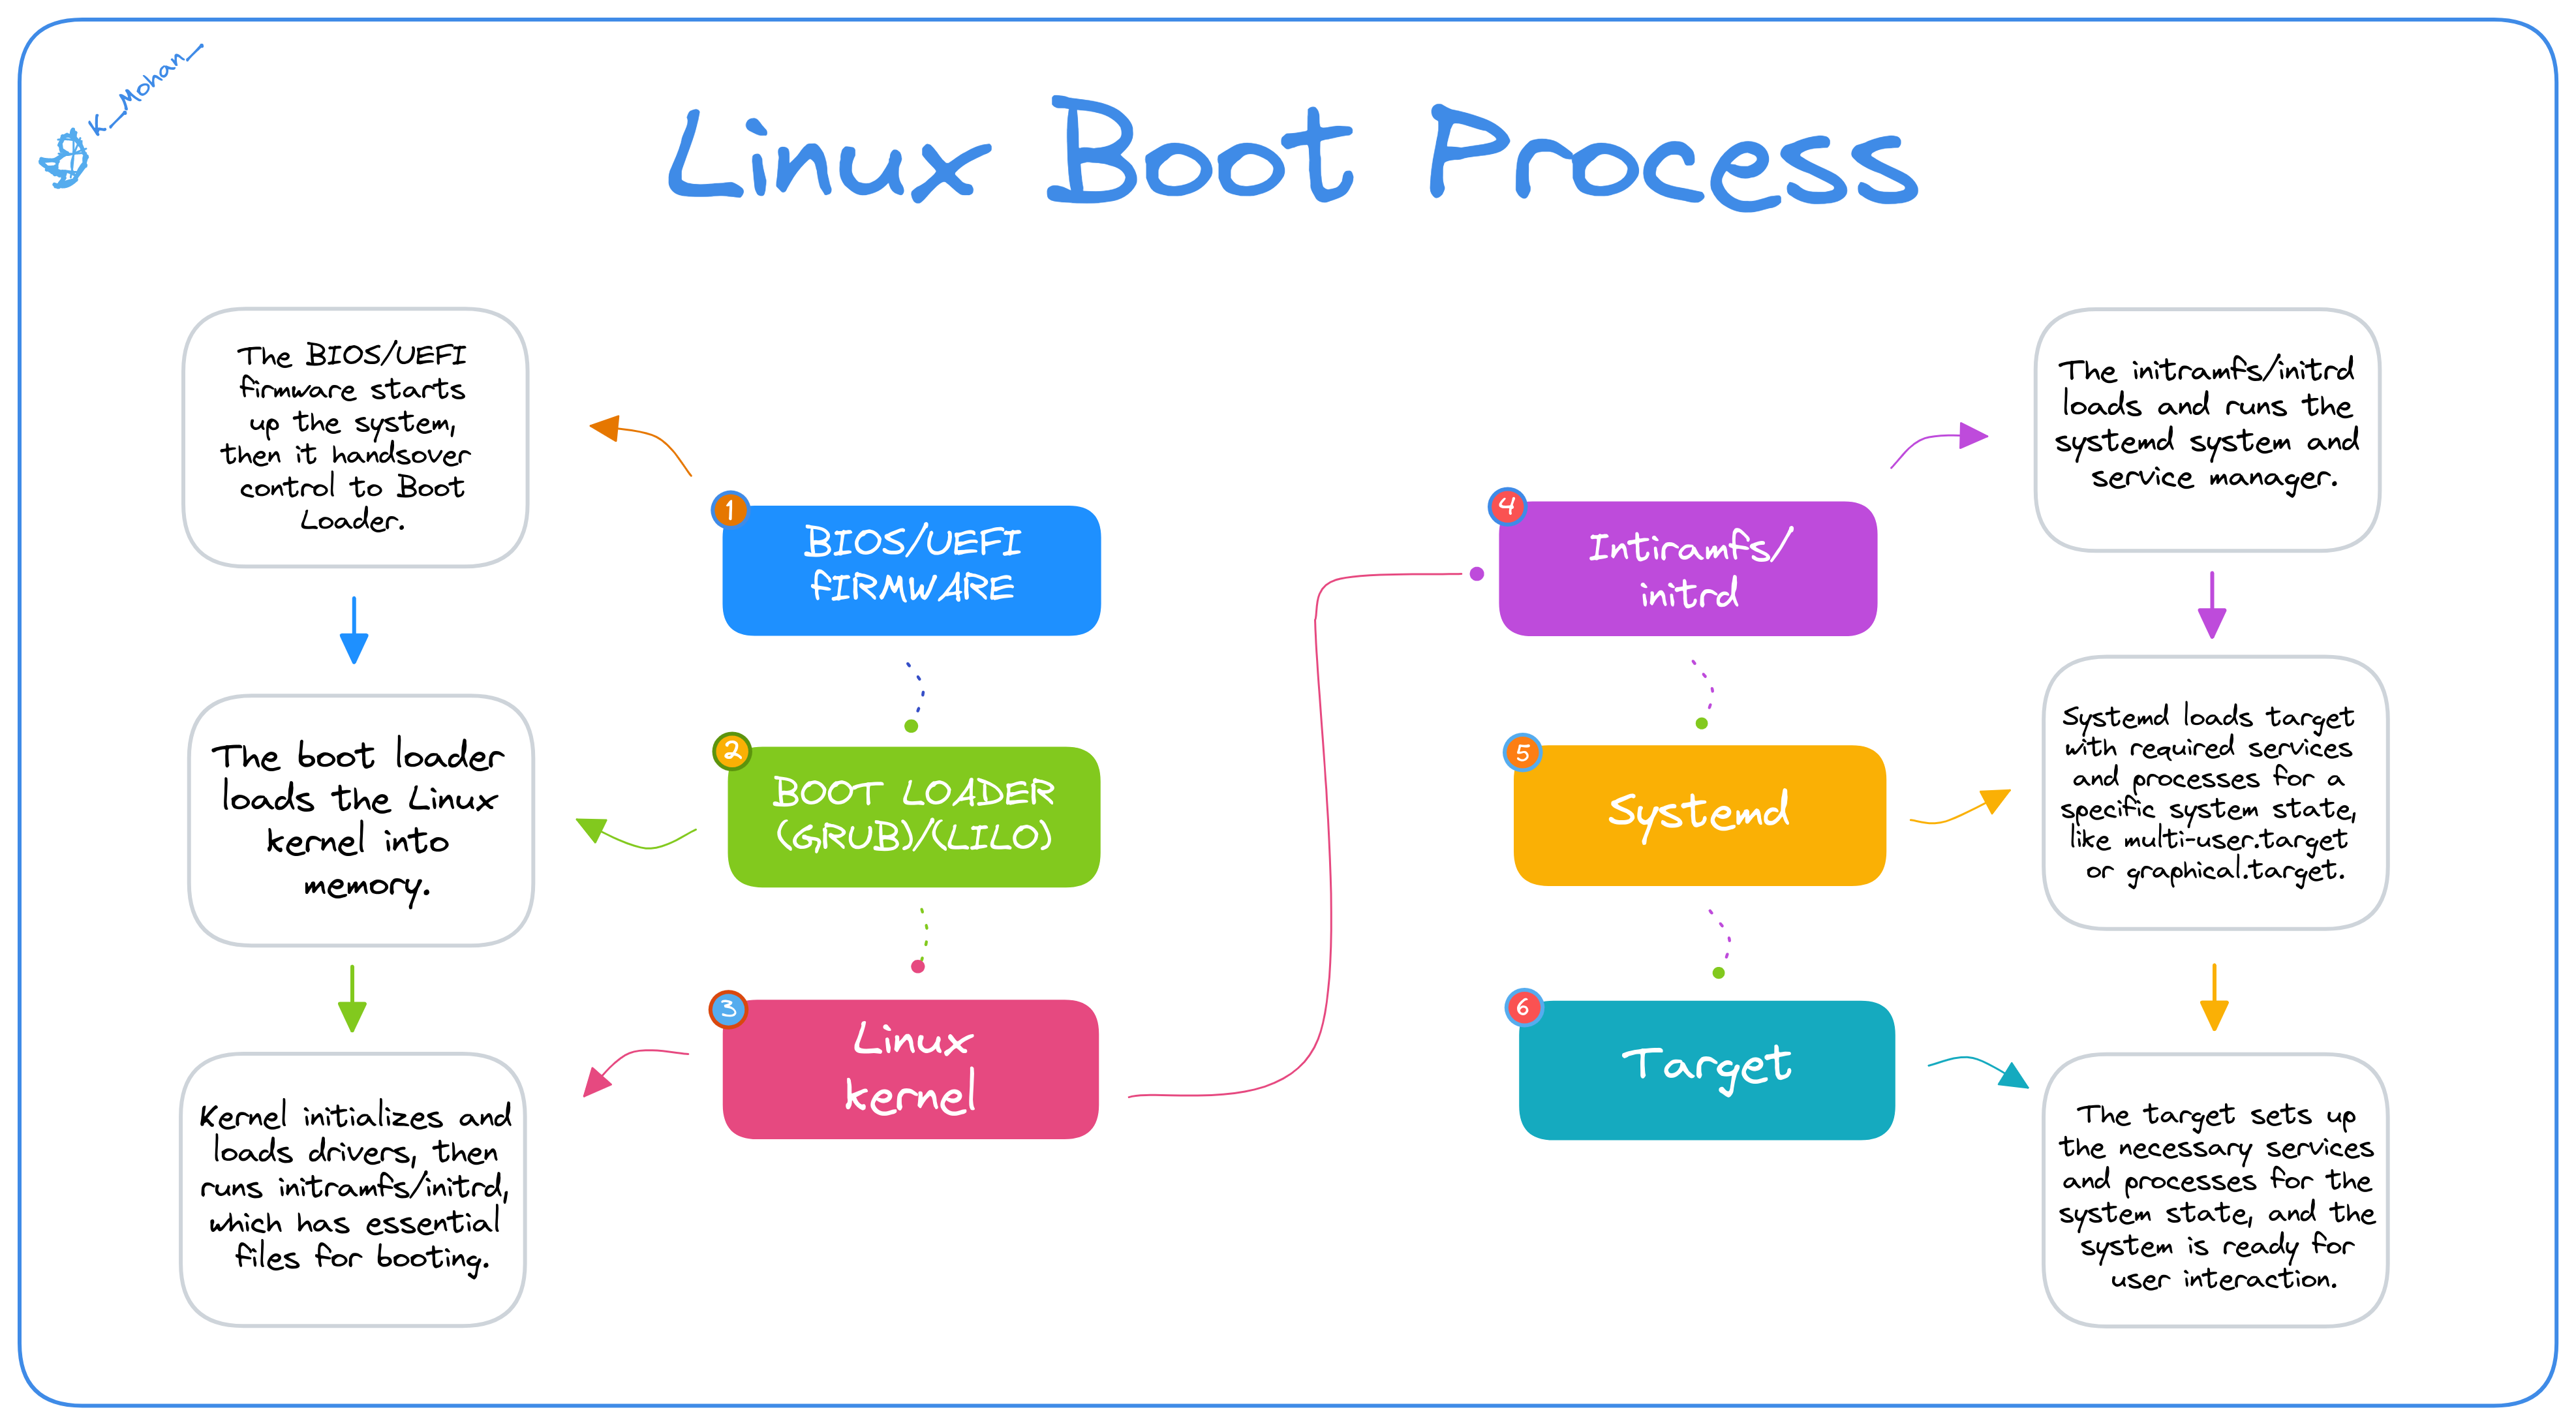 K__Mohan__
Linux Boot Process
The BIOS/UEFI
firmware starts
up the system,
then it handsover
control to Boot
Loader.
1
BIOS/UEFI
fIRMWARE
2
BOOT LOADER
(GRUB)/(LILO)
The boot loader
loads the Linux
kernel into
memory.
3
Linux
kernel
Kernel initializes and
loads drivers, then
runs initramfs/initrd,
which has essential
files for booting.
4
Intiramfs/
initrd
The initramfs/initrd
loads and runs the
systemd system and
service manager.
5
Systemd
Systemd loads target
with required services
and processes for a
specific system state,
like multi-user.target
or graphical.target.
6
Target
The target sets up
the necessary services
and processes for the
system state, and the
system is ready for
user interaction.